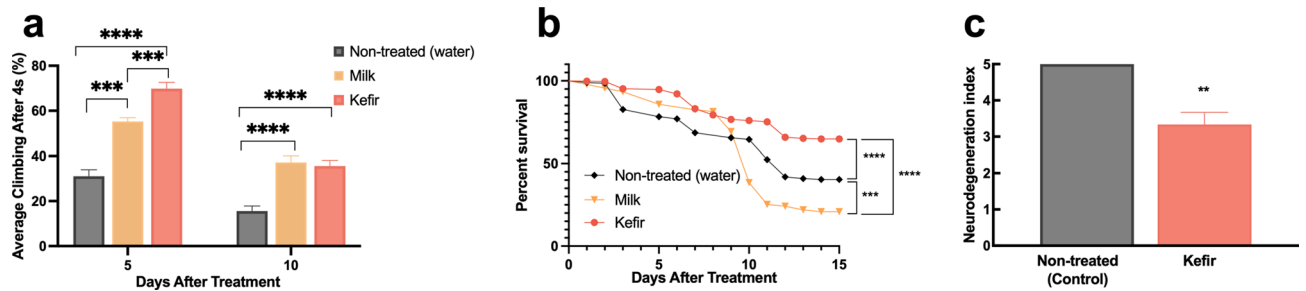 a
Average Climbing After 4s (%)
80
60
40
20
0
****
***
***
****
****
Non-treated (water)
Milk
Kefir
5
10
Days After Treatment
b
Percent survival
100
50
0
Non-treated (water)
Milk
Kefir
****
***
****
0
5
10
15
Days After Treatment
c
Neurodegeneration index
5
4
3
2
1
0
**
Non-treated
(Control)
Kefir